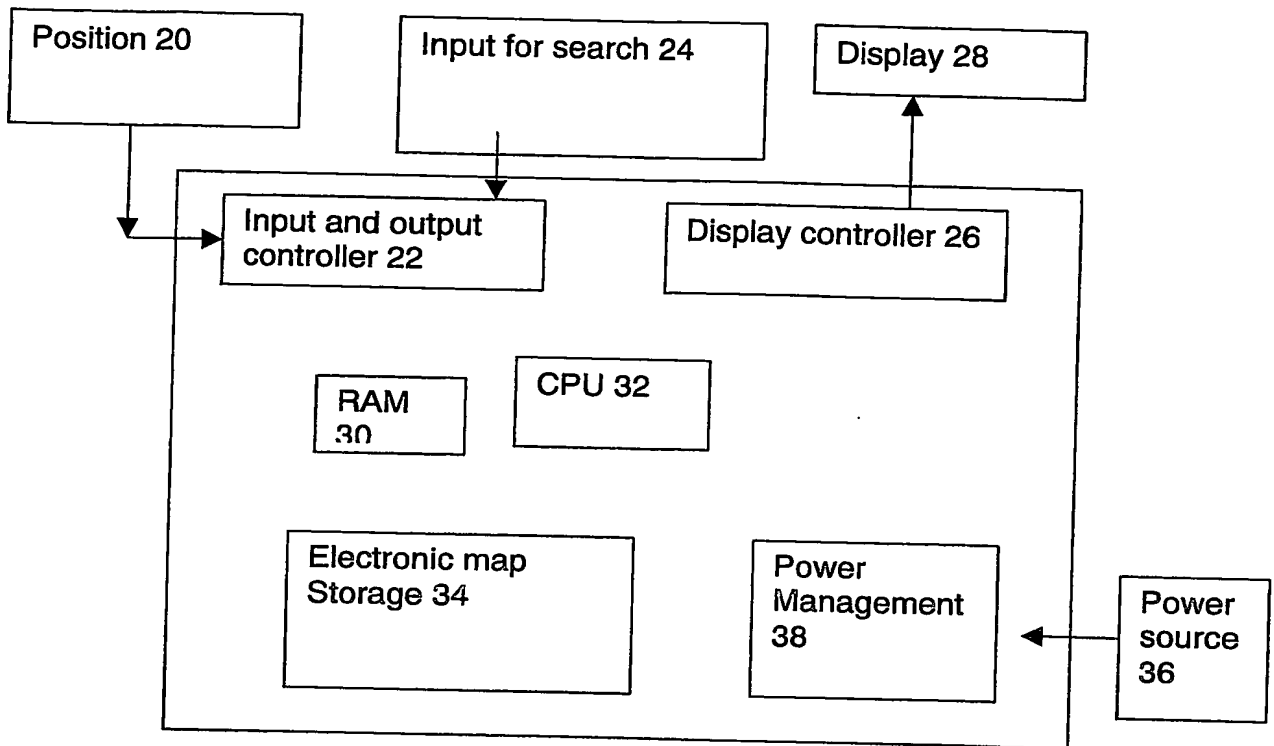 Position 20
Input for search 24
Display 28
Input and output
controller 22
Display controller 26
RAM
30
CPU 32
Electronic map
Storage 34
Power
Management
38
Power
source
36